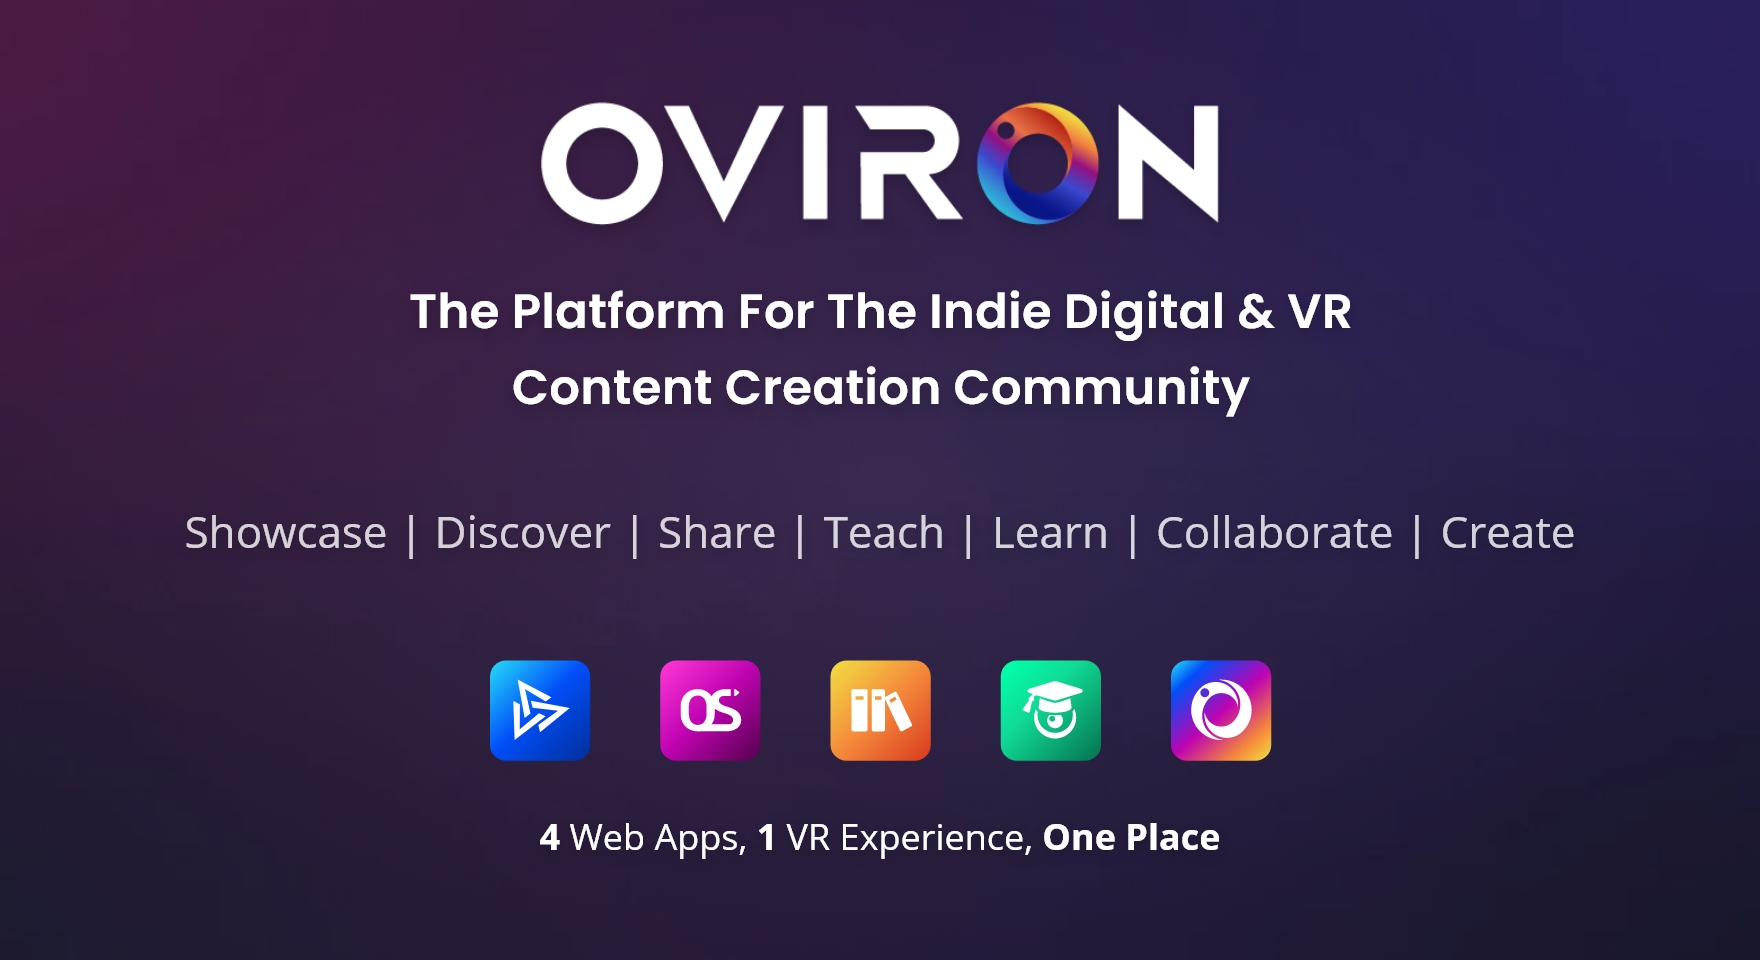 OVIRON
The Platform For The Indie Digital & VR
Content Creation Community
Showcase | Discover | Share | Teach | Learn | Collaborate | Create
OS
4 Web Apps, 1 VR Experience, One Place